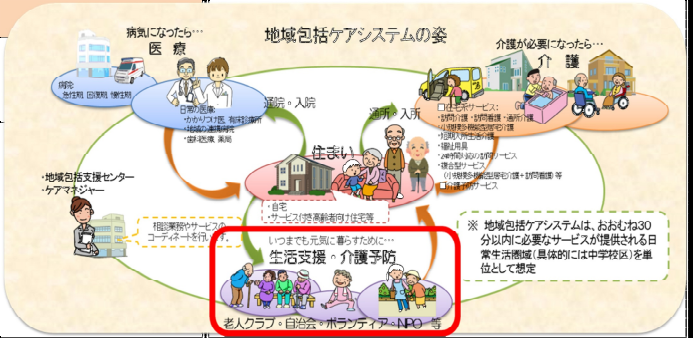 地域包括ケアシステムの姿
病気になったら…
医療
病院:
急性期、回復期、慢性期
日常の医療:
・かかりつけ医、有床診療所
・地域の連携病院
・歯科医療、薬局
通院・入院
介護が必要になったら…
介護
通所・入所
■在宅系サービス:
・訪問介護・訪問看護・通所介護
・小規模多機能型居宅介護
・短期入所生活介護
・福祉用具
・24時間対応の訪問サービス
・複合型サービス
(小規模多機能型居宅介護+訪問看護)等
■介護予防サービス
住まい
・自宅
・サービス付き高齢者向け住宅等
・地域包括支援センター
・ケアマネジャー
相談業務やサービスの
コーディネートを行います。
いつまでも元気に暮らすために…
生活支援・介護予防
老人クラブ・自治会・ボランティア・NPO 等
※ 地域包括ケアシステムは、おおむね30
分以内に必要なサービスが提供される日
常生活圏域(具体的には中学校区)を単
位として想定